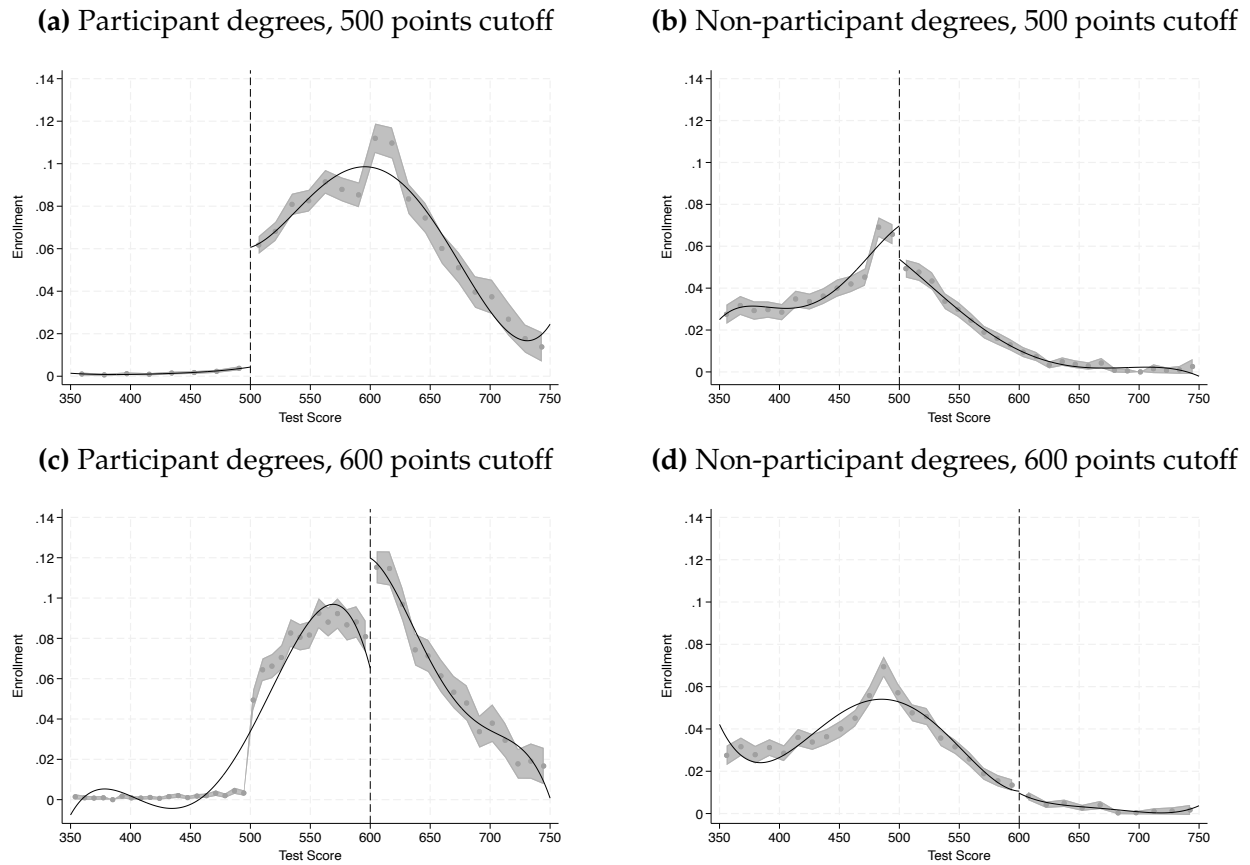 (a) Participant degrees, 500 points cutoff
.14
.12
.1
.08
.06
.04
.02
0
Enrollment
350 400 450 500 550 600 650 700 750
Test Score
(b) Non-participant degrees, 500 points cutoff
.14
.12
.1
.08
.06
.04
.02
0
Enrollment
350 400 450 500 550 600 650 700 750
Test Score
(c) Participant degrees, 600 points cutoff
.14
.12
.1
.08
.06
.04
.02
0
Enrollment
350 400 450 500 550 600 650 700 750
Test Score
(d) Non-participant degrees, 600 points cutoff
.14
.12
.1
.08
.06
.04
.02
0
Enrollment
350 400 450 500 550 600 650 700 750
Test Score